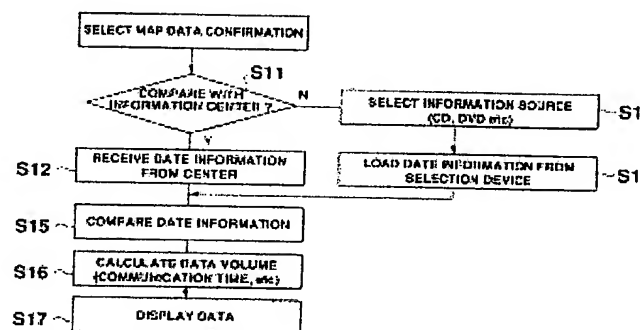 SELECT MAP DATA CONFIRMATION
S11
COMPARE WITH
INFORMATION CENTER ?
N
Y
SELECT INFORMATION SOURCE
(CD, DVD etc)
S1
S12
RECEIVE DATE INFORMATION
FROM CENTER
LOAD DATE INFORMATION FROM
SELECTION DEVICE
S1
S15
COMPARE DATE INFORMATION
S16
CALCULATE DATA VOLUME
(COMMUNICATION TIME, etc)
S17
DISPLAY DATA